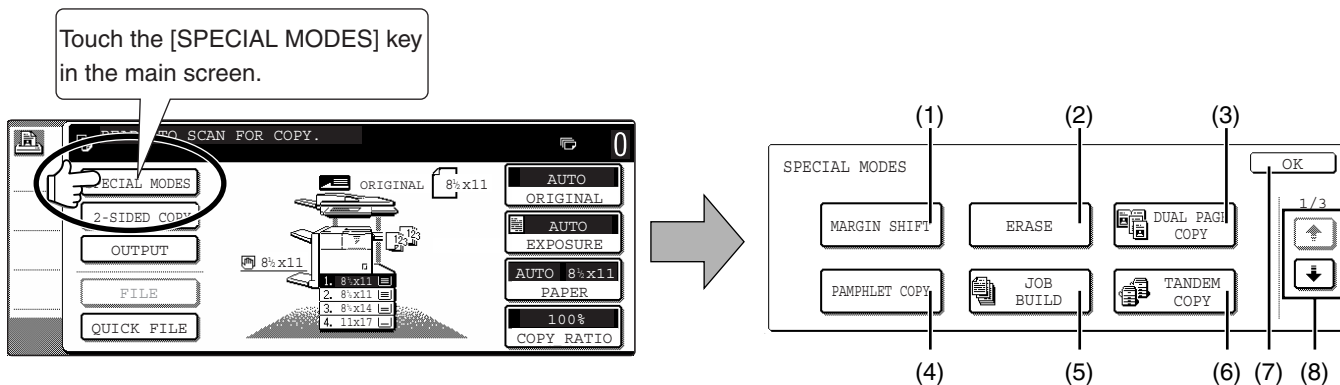 Touch the [SPECIAL MODES] key
in the main screen.
TO SCAN FOR COPY.
0
SPECIAL MODES
2-SIDED COPY
OUTPUT
FILE
QUICK FILE
ORIGINAL 8½x11
8½x11
123
1. 8½x11
2. 8½x11
3. 8½x14
4. 11x17
AUTO
ORIGINAL
AUTO
EXPOSURE
AUTO 8½x11
PAPER
100%
COPY RATIO
(1) (2) (3)
SPECIAL MODES
OK
1/3
MARGIN SHIFT
ERASE
DUAL PAGE
COPY
PAMPHLET COPY
JOB
BUILD
TANDEM
COPY
(4) (5) (6) (7) (8)